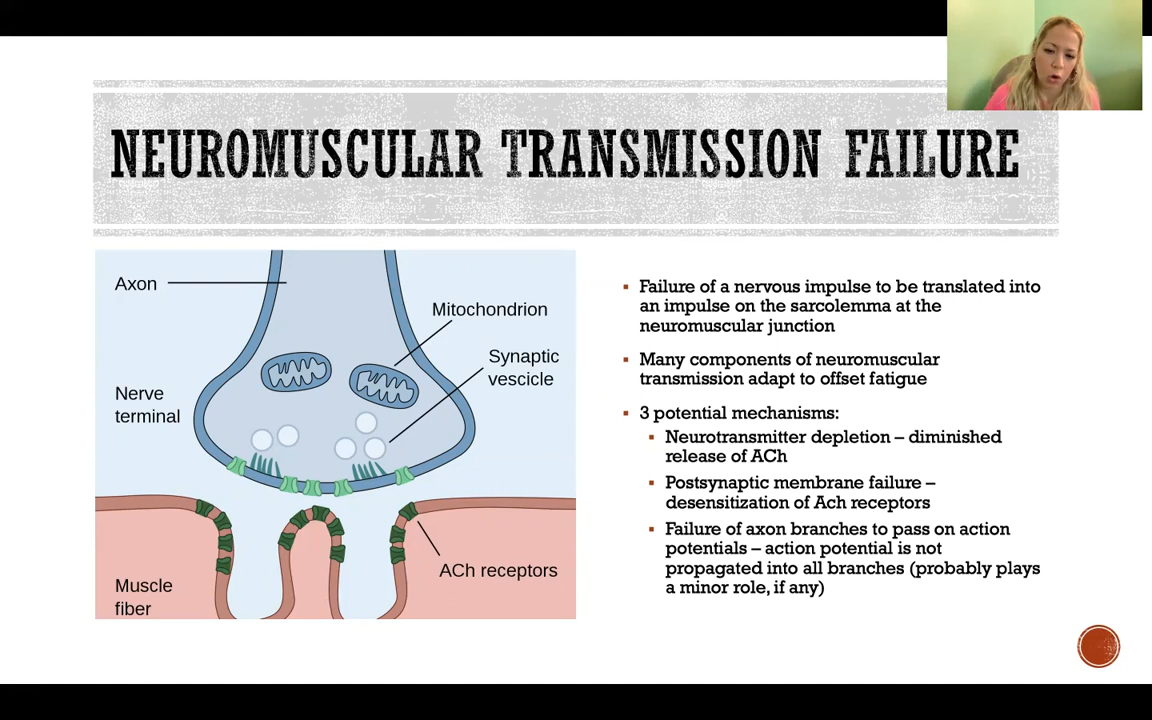 NEUROMUSCULAR TRANSMISSION FAILURE
Axon
Mitochondrion
Synaptic
vescicle
Nerve
terminal
ACh receptors
Muscle
fiber
▪ Failure of a nervous impulse to be translated into
an impulse on the sarcolemma at the
neuromuscular junction
▪ Many components of neuromuscular
transmission adapt to offset fatigue
▪ 3 potential mechanisms:
▪ Neurotransmitter depletion – diminished
release of ACh
▪ Postsynaptic membrane failure –
desensitization of Ach receptors
▪ Failure of axon branches to pass on action
potentials – action potential is not
propagated into all branches (probably plays
a minor role, if any)